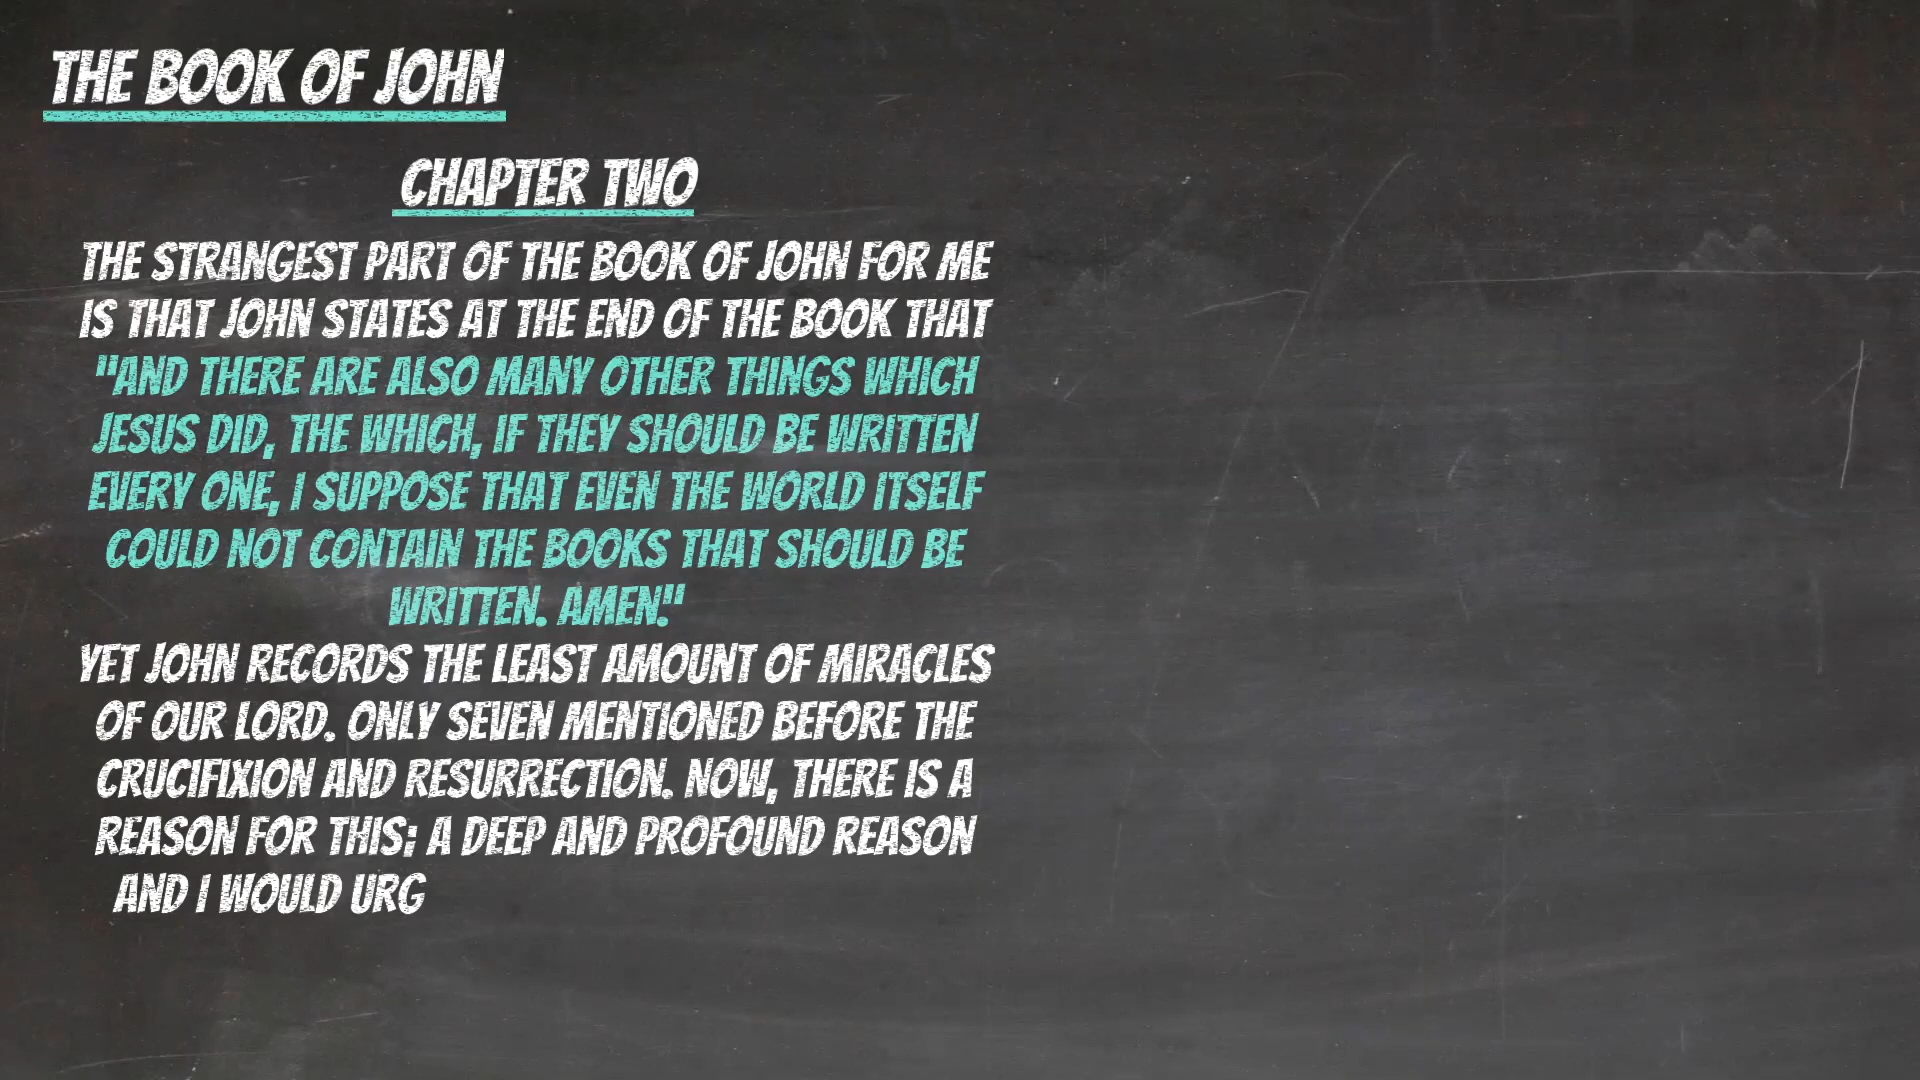 THE BOOK OF JOHN
CHAPTER TWO
THE STRANGEST PART OF THE BOOK OF JOHN FOR ME
IS THAT JOHN STATES AT THE END OF THE BOOK THAT
"AND THERE ARE ALSO MANY OTHER THINGS WHICH
JESUS DID, THE WHICH, IF THEY SHOULD BE WRITTEN
EVERY ONE, I SUPPOSE THAT EVEN THE WORLD ITSELF
COULD NOT CONTAIN THE BOOKS THAT SHOULD BE
WRITTEN. AMEN."
YET JOHN RECORDS THE LEAST AMOUNT OF MIRACLES
OF OUR LORD. ONLY SEVEN MENTIONED BEFORE THE
CRUCIFIXION AND RESURRECTION. NOW, THERE IS A
REASON FOR THIS; A DEEP AND PROFOUND REASON
AND I WOULD URG